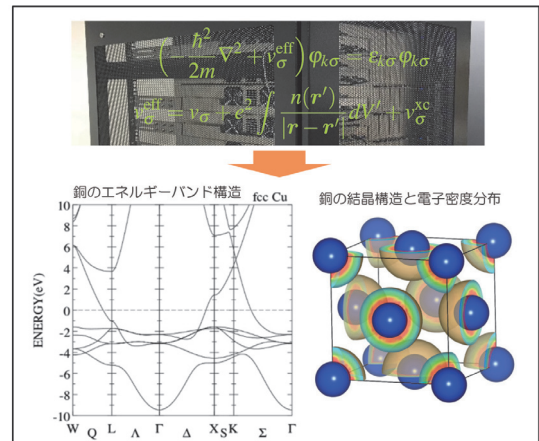 ( ℏ²/2m ∇² + v_σ^eff ) φ_kσ = ε_kσ φ_kσ
v_σ^eff = v_σ + e² ∫ n(r')/|r − r'| dV' + v_σ^xc
銅のエネルギーバンド構造
fcc Cu
銅の結晶構造と電子密度分布
10
8
6
4
2
0
-2
-4
-6
-8
-10
ENERGY(eV)
W Q L Λ Γ Δ X S K Σ Γ